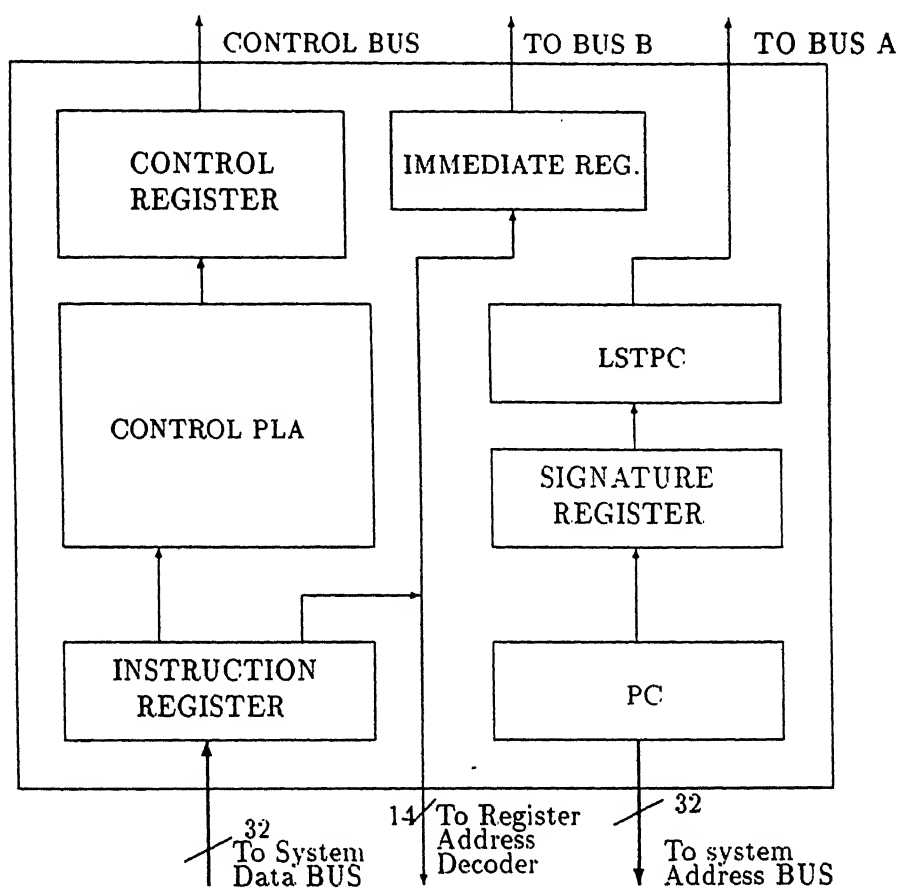 CONTROL BUS
TO BUS B
TO BUS A
CONTROL
REGISTER
IMMEDIATE REG.
CONTROL PLA
LSTPC
SIGNATURE
REGISTER
INSTRUCTION
REGISTER
PC
32
To System
Data BUS
14
To Register
Address
Decoder
32
To system
Address BUS